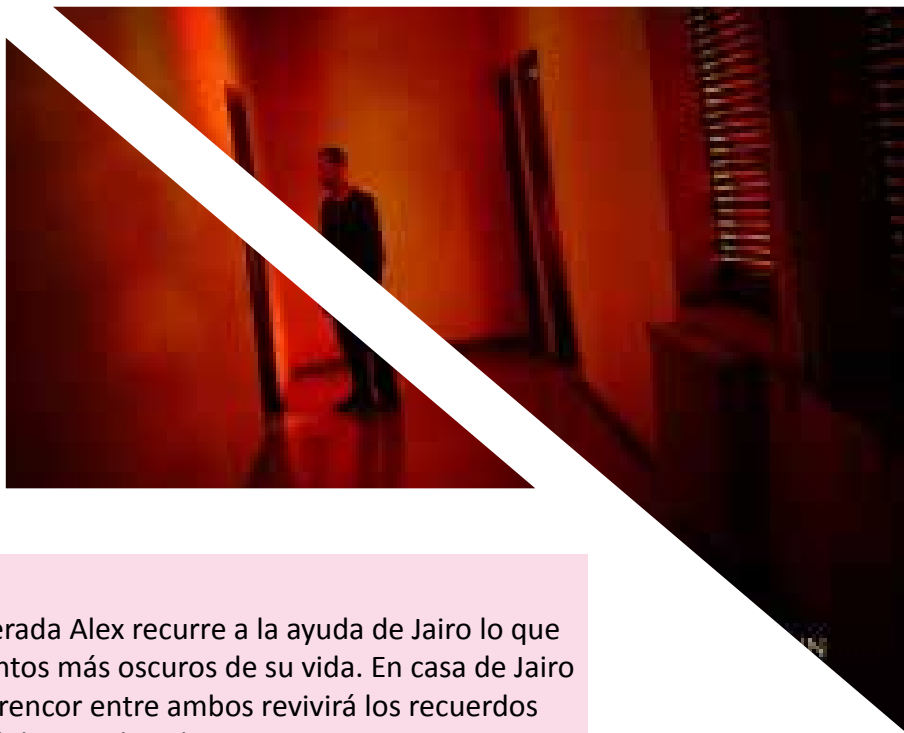 erada Alex recurre a la ayuda de Jairo lo que
ntos más oscuros de su vida. En casa de Jairo
rencor entre ambos revivirá los recuerdos